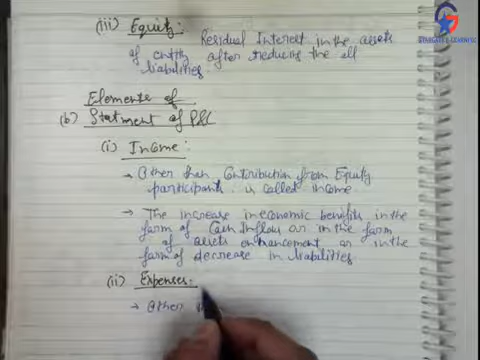 (iii) Equity: Residual Interest in the assets
of entity after reducing the all
liabilities
Elements of
(b) Statment of P&L
(i) Income:
→ Other than Contribution from Equity
participant is called income
→ The increase in economic benefits in the
form of Cash Inflow or in the form
of assets enhancement or in the
form of decrease in liabilities
(ii) Expenses:
→ Other